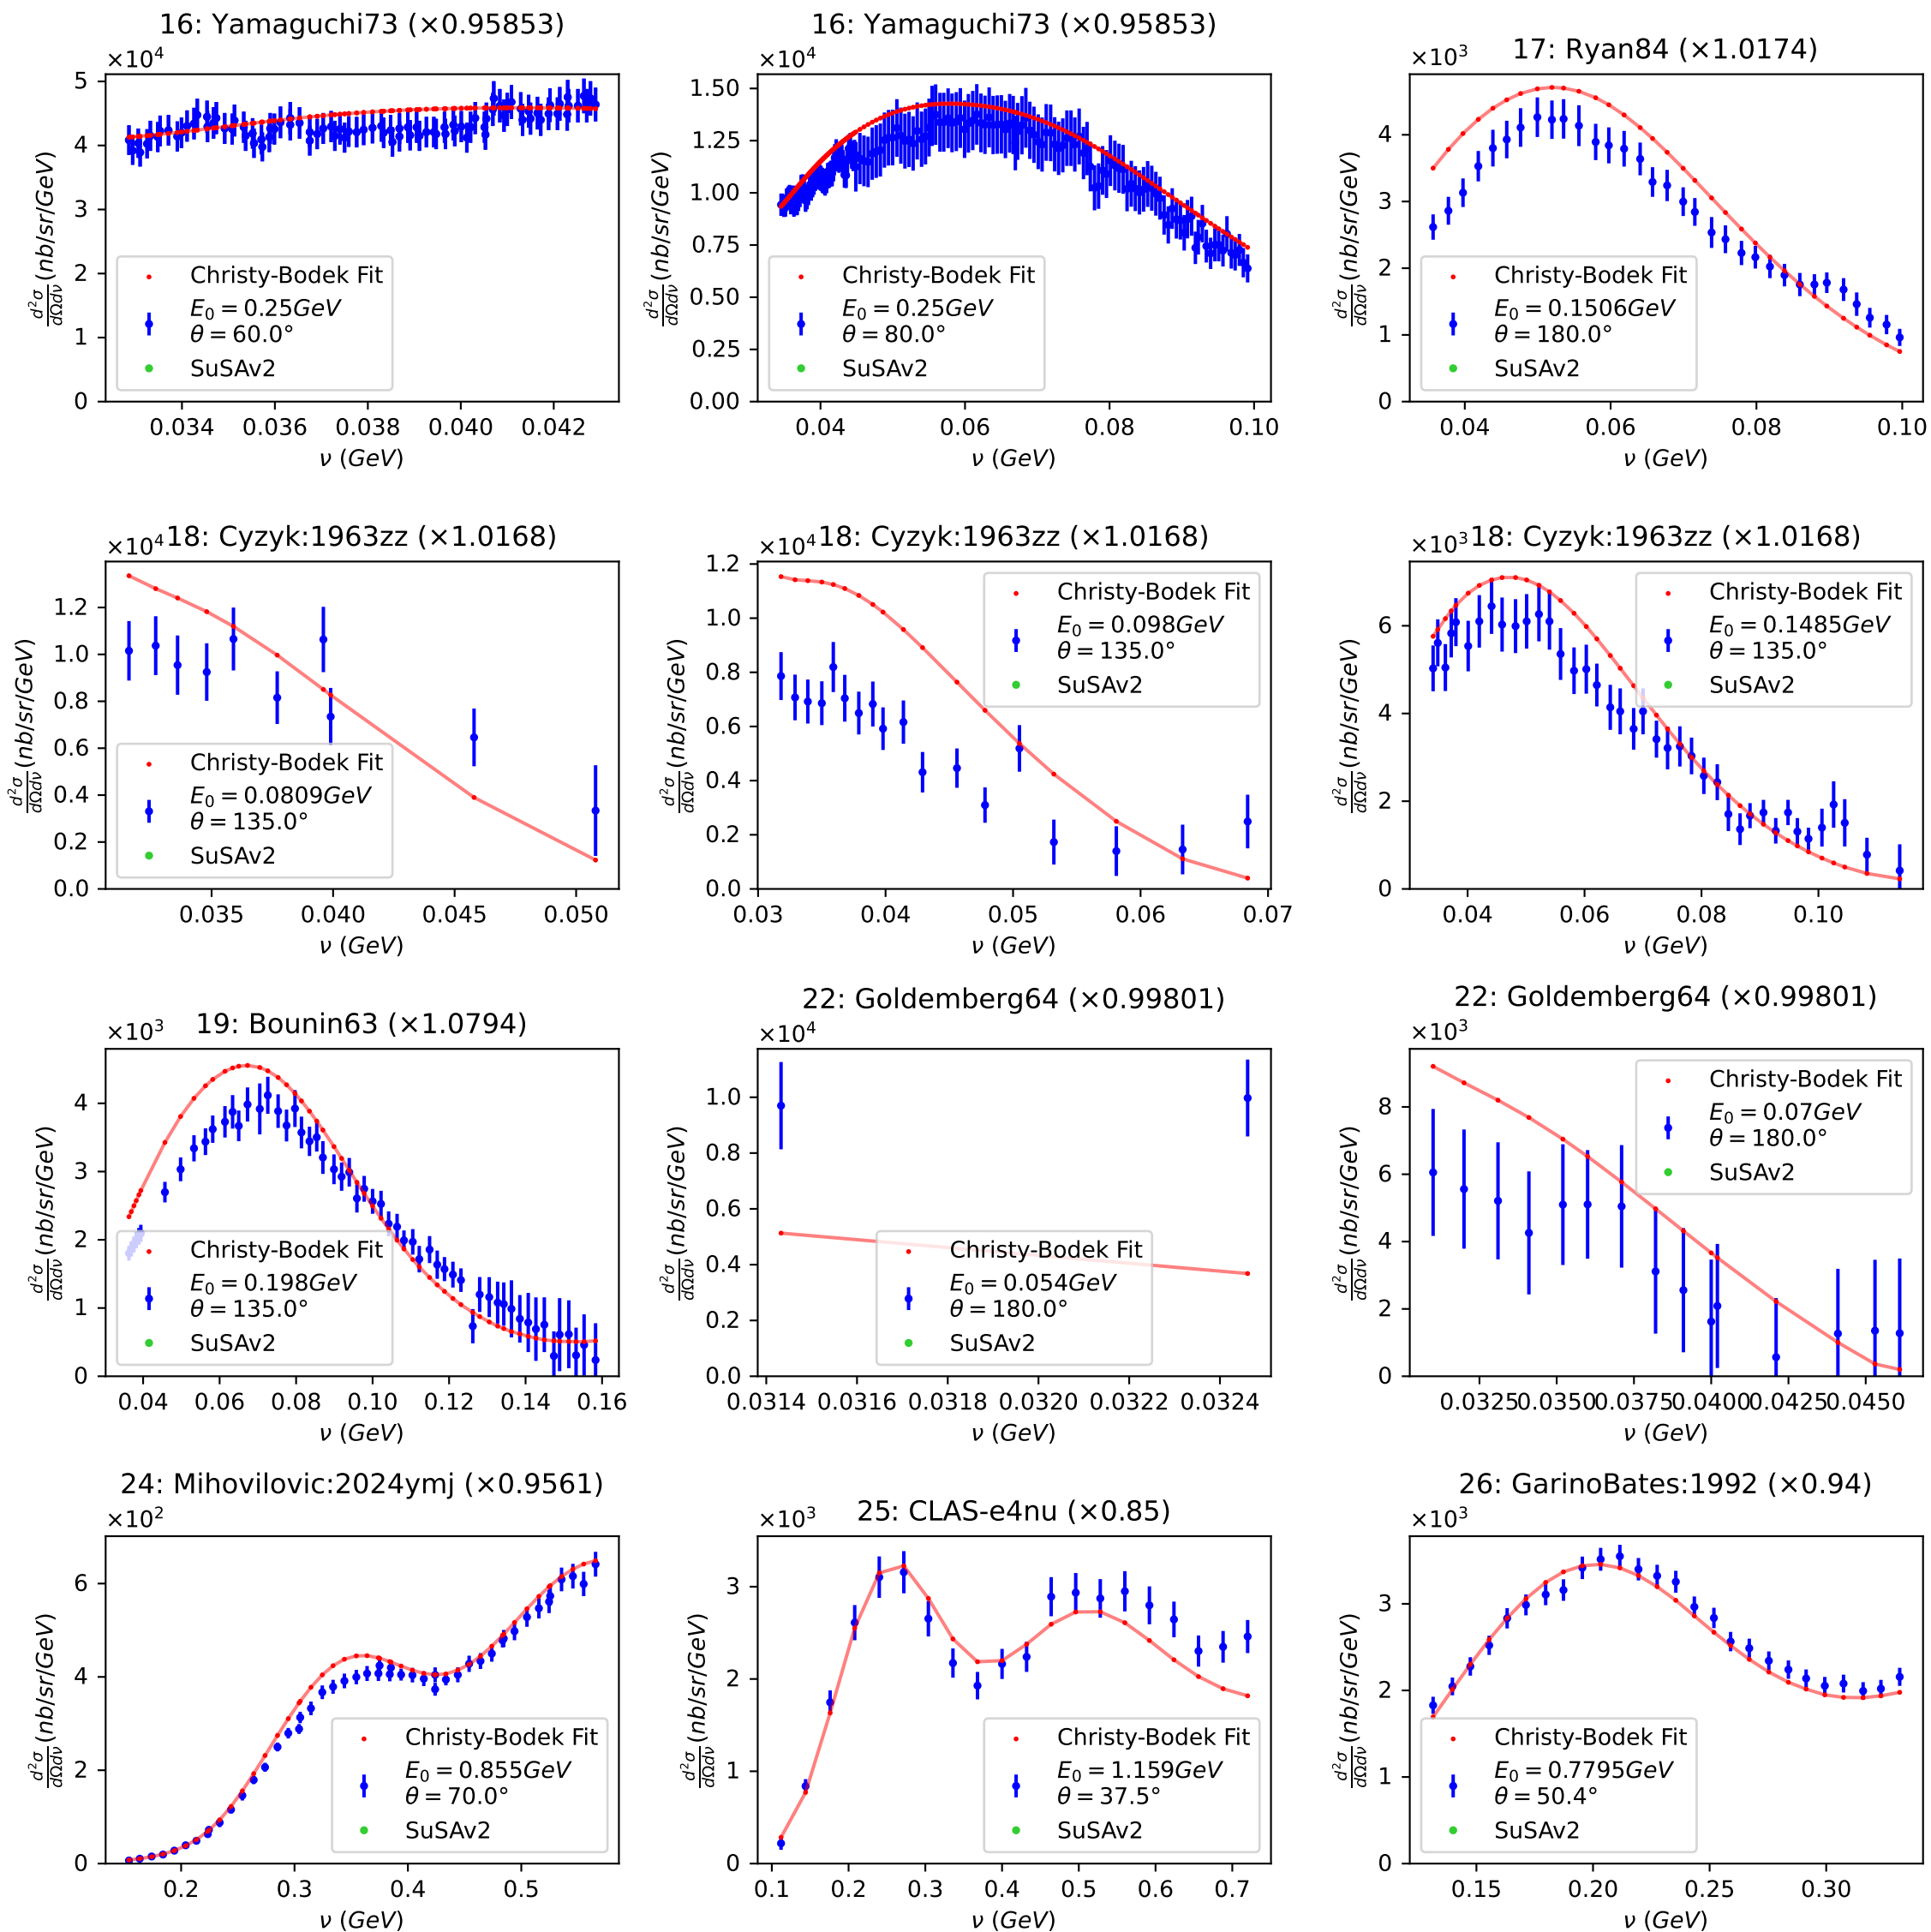 16: Yamaguchi73 (×0.95853)
×10⁴
5
4
3
2
1
0
d²σ/dΩdν (nb/sr/GeV)
Christy-Bodek Fit
E₀ = 0.25GeV
θ = 60.0°
SuSAv2
0.034 0.036 0.038 0.040 0.042
ν (GeV)
16: Yamaguchi73 (×0.95853)
×10⁴
1.50
1.25
1.00
0.75
0.50
0.25
0.00
d²σ/dΩdν (nb/sr/GeV)
Christy-Bodek Fit
E₀ = 0.25GeV
θ = 80.0°
SuSAv2
0.04 0.06 0.08 0.10
ν (GeV)
17: Ryan84 (×1.0174)
×10³
4
3
2
1
0
d²σ/dΩdν (nb/sr/GeV)
Christy-Bodek Fit
E₀ = 0.1506GeV
θ = 180.0°
SuSAv2
0.04 0.06 0.08 0.10
ν (GeV)
×10⁴ 18: Cyzyk:1963zz (×1.0168)
1.2
1.0
0.8
0.6
0.4
0.2
0.0
d²σ/dΩdν (nb/sr/GeV)
Christy-Bodek Fit
E₀ = 0.0809GeV
θ = 135.0°
SuSAv2
0.035 0.040 0.045 0.050
ν (GeV)
×10⁴ 18: Cyzyk:1963zz (×1.0168)
1.2
1.0
0.8
0.6
0.4
0.2
0.0
d²σ/dΩdν (nb/sr/GeV)
Christy-Bodek Fit
E₀ = 0.098GeV
θ = 135.0°
SuSAv2
0.03 0.04 0.05 0.06 0.07
ν (GeV)
×10³ 18: Cyzyk:1963zz (×1.0168)
6
4
2
0
d²σ/dΩdν (nb/sr/GeV)
Christy-Bodek Fit
E₀ = 0.1485GeV
θ = 135.0°
SuSAv2
0.04 0.06 0.08 0.10
ν (GeV)
19: Bounin63 (×1.0794)
×10³
4
3
2
1
0
d²σ/dΩdν (nb/sr/GeV)
Christy-Bodek Fit
E₀ = 0.198GeV
θ = 135.0°
SuSAv2
0.04 0.06 0.08 0.10 0.12 0.14 0.16
ν (GeV)
22: Goldemberg64 (×0.99801)
×10⁴
1.0
0.8
0.6
0.4
0.2
0.0
d²σ/dΩdν (nb/sr/GeV)
Christy-Bodek Fit
E₀ = 0.054GeV
θ = 180.0°
SuSAv2
0.0314 0.0316 0.0318 0.0320 0.0322 0.0324
ν (GeV)
22: Goldemberg64 (×0.99801)
×10³
8
6
4
2
0
d²σ/dΩdν (nb/sr/GeV)
Christy-Bodek Fit
E₀ = 0.07GeV
θ = 180.0°
SuSAv2
0.0325 0.0350 0.0375 0.0400 0.0425 0.0450
ν (GeV)
24: Mihovilovic:2024ymj (×0.9561)
×10²
6
4
2
0
d²σ/dΩdν (nb/sr/GeV)
Christy-Bodek Fit
E₀ = 0.855GeV
θ = 70.0°
SuSAv2
0.2 0.3 0.4 0.5
ν (GeV)
25: CLAS-e4nu (×0.85)
×10³
3
2
1
0
d²σ/dΩdν (nb/sr/GeV)
Christy-Bodek Fit
E₀ = 1.159GeV
θ = 37.5°
SuSAv2
0.1 0.2 0.3 0.4 0.5 0.6 0.7
ν (GeV)
26: GarinoBates:1992 (×0.94)
×10³
3
2
1
0
d²σ/dΩdν (nb/sr/GeV)
Christy-Bodek Fit
E₀ = 0.7795GeV
θ = 50.4°
SuSAv2
0.15 0.20 0.25 0.30
ν (GeV)